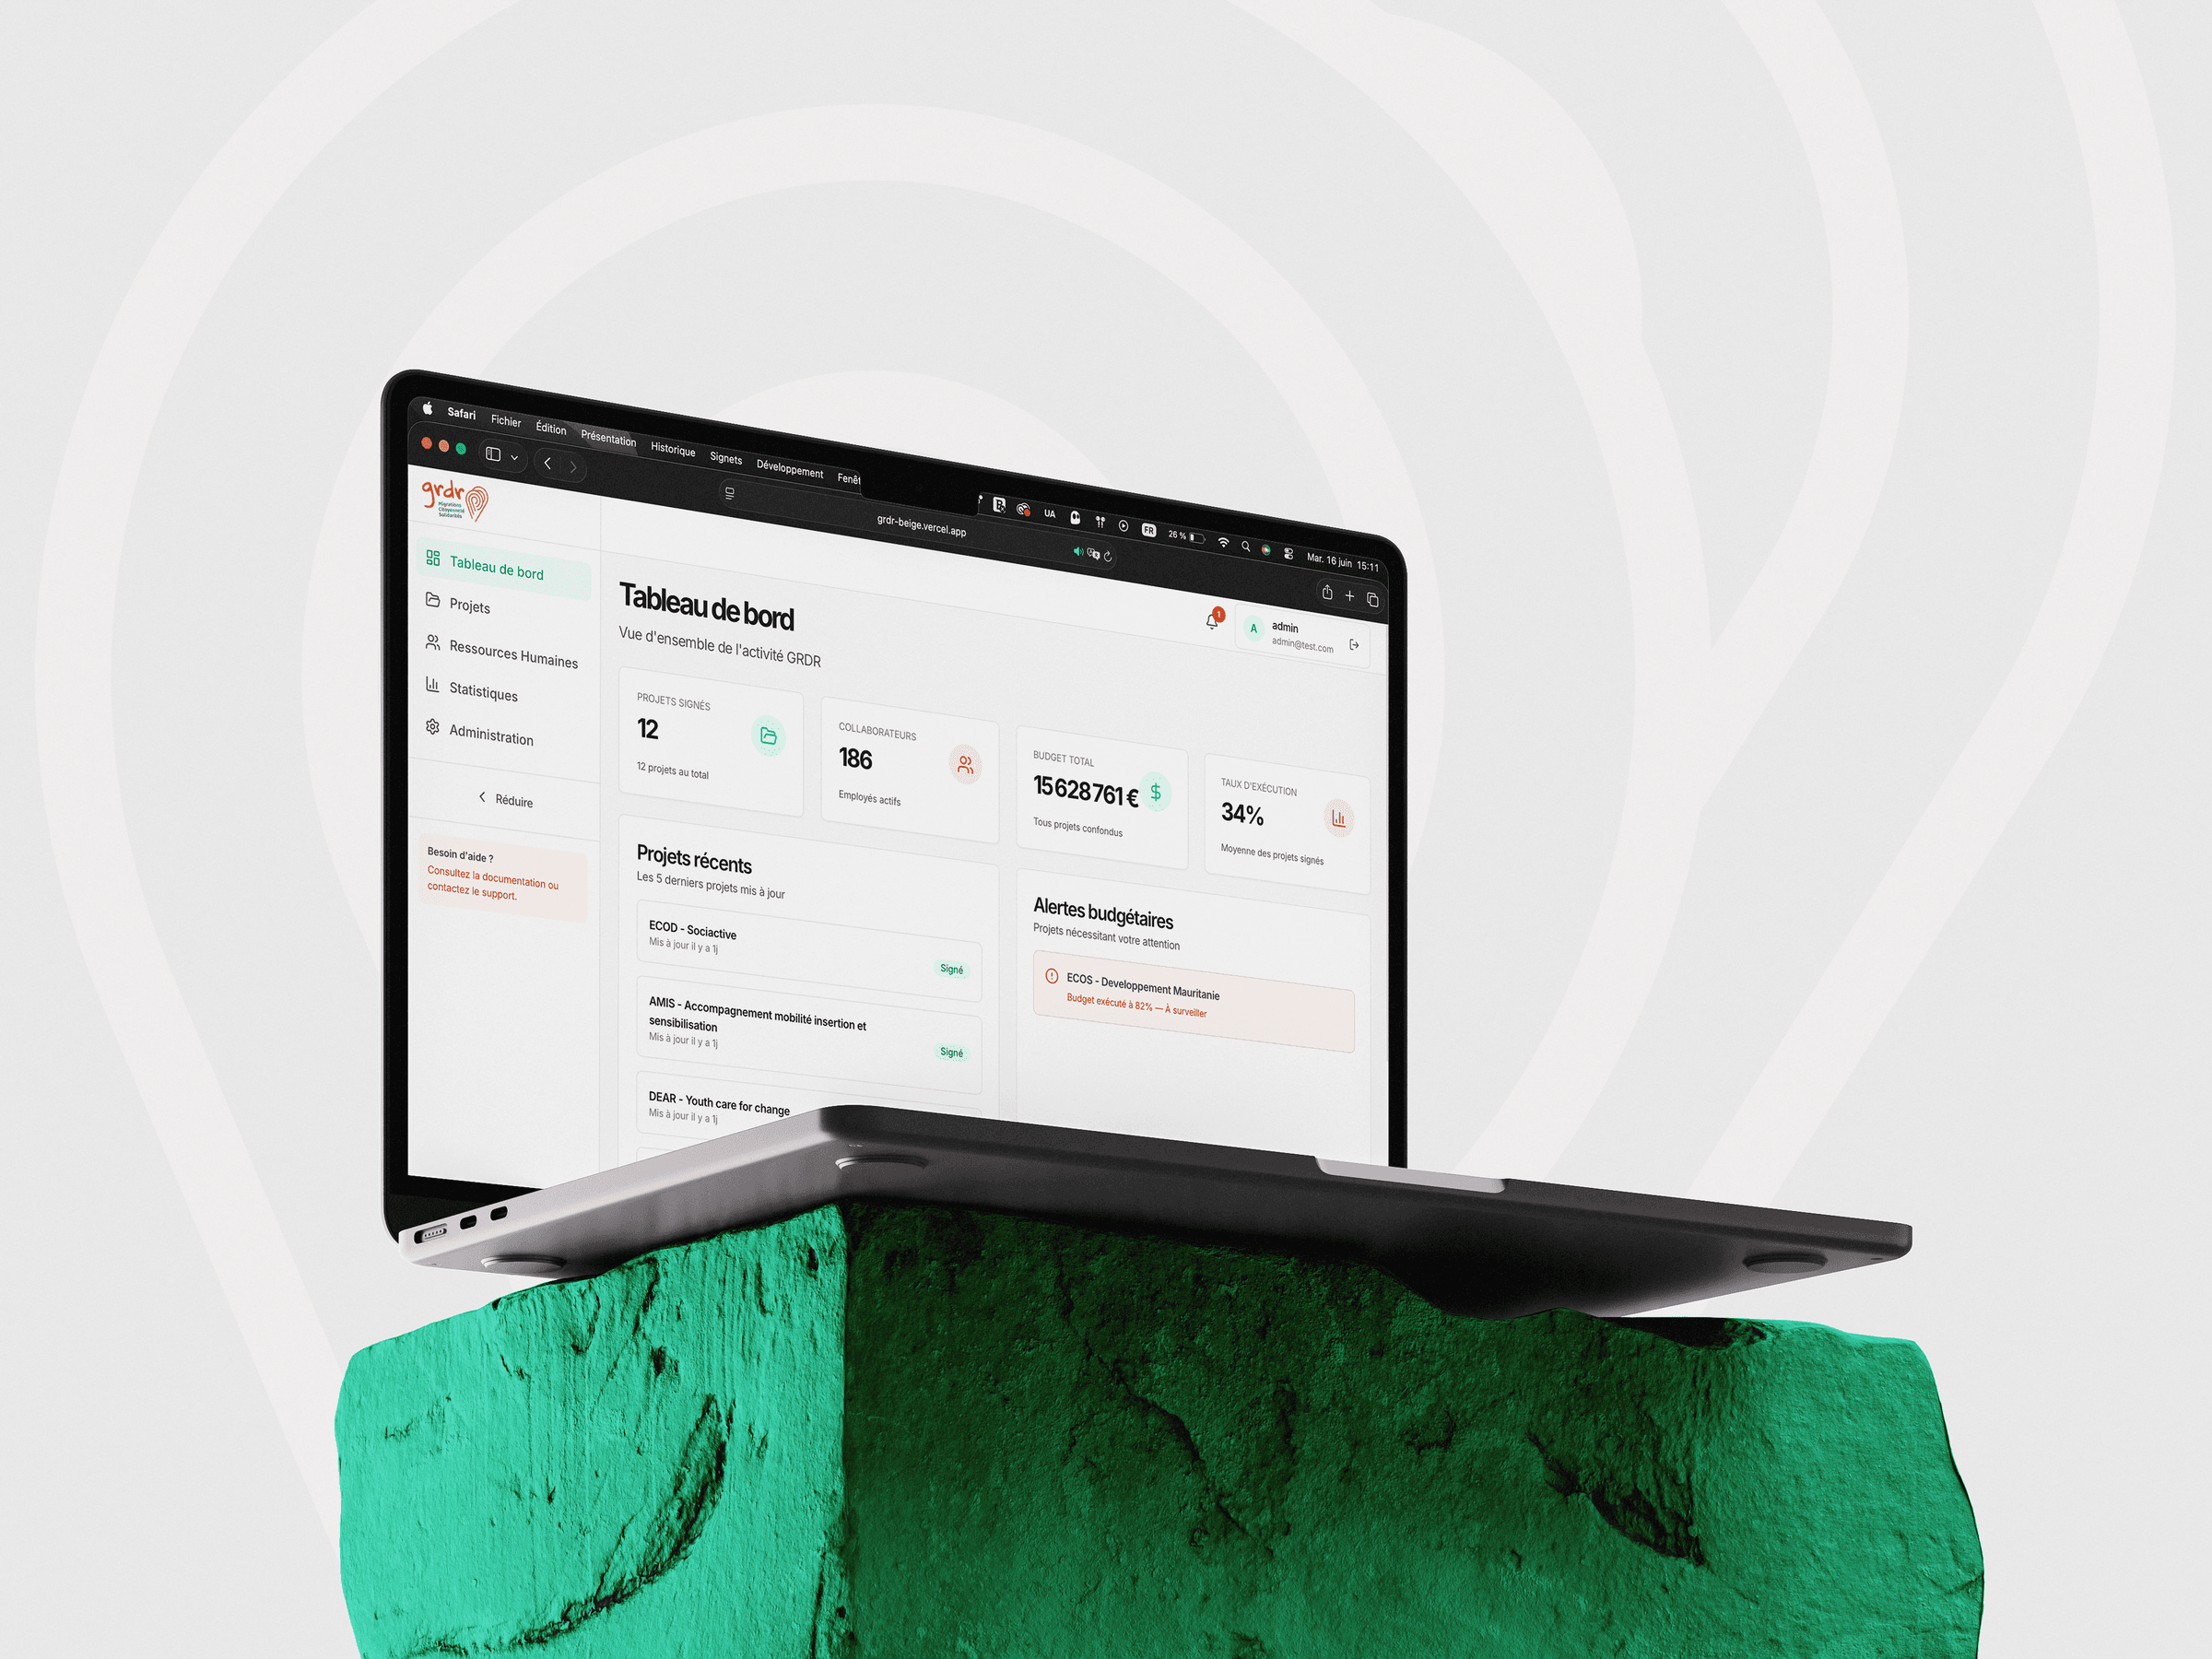 Safari Fichier Édition Présentation Historique Signets Développement Fenêt
UA FR 26 % Mar. 16 juin 15:11
grdr-beige.vercel.app
grdr
Migrations
Citoyenneté
Solidarités
Tableau de bord
Projets
Ressources Humaines
Statistiques
Administration
Réduire
Besoin d'aide ?
Consultez la documentation ou
contactez le support.
1
A
admin
admin@test.com
Tableau de bord
Vue d'ensemble de l'activité GRDR
PROJETS SIGNÉS
12
12 projets au total
COLLABORATEURS
186
Employés actifs
BUDGET TOTAL
15 628 761 €
$
Tous projets confondus
TAUX D'EXÉCUTION
34%
Moyenne des projets signés
Projets récents
Les 5 derniers projets mis à jour
ECOD - Sociactive
Mis à jour il y a 1j
Signé
AMIS - Accompagnement mobilité insertion et
sensibilisation
Mis à jour il y a 1j
Signé
DEAR - Youth care for change
Mis à jour il y a 1j
Alertes budgétaires
Projets nécessitant votre attention
ECOS - Developpement Mauritanie
Budget exécuté à 82% — À surveiller